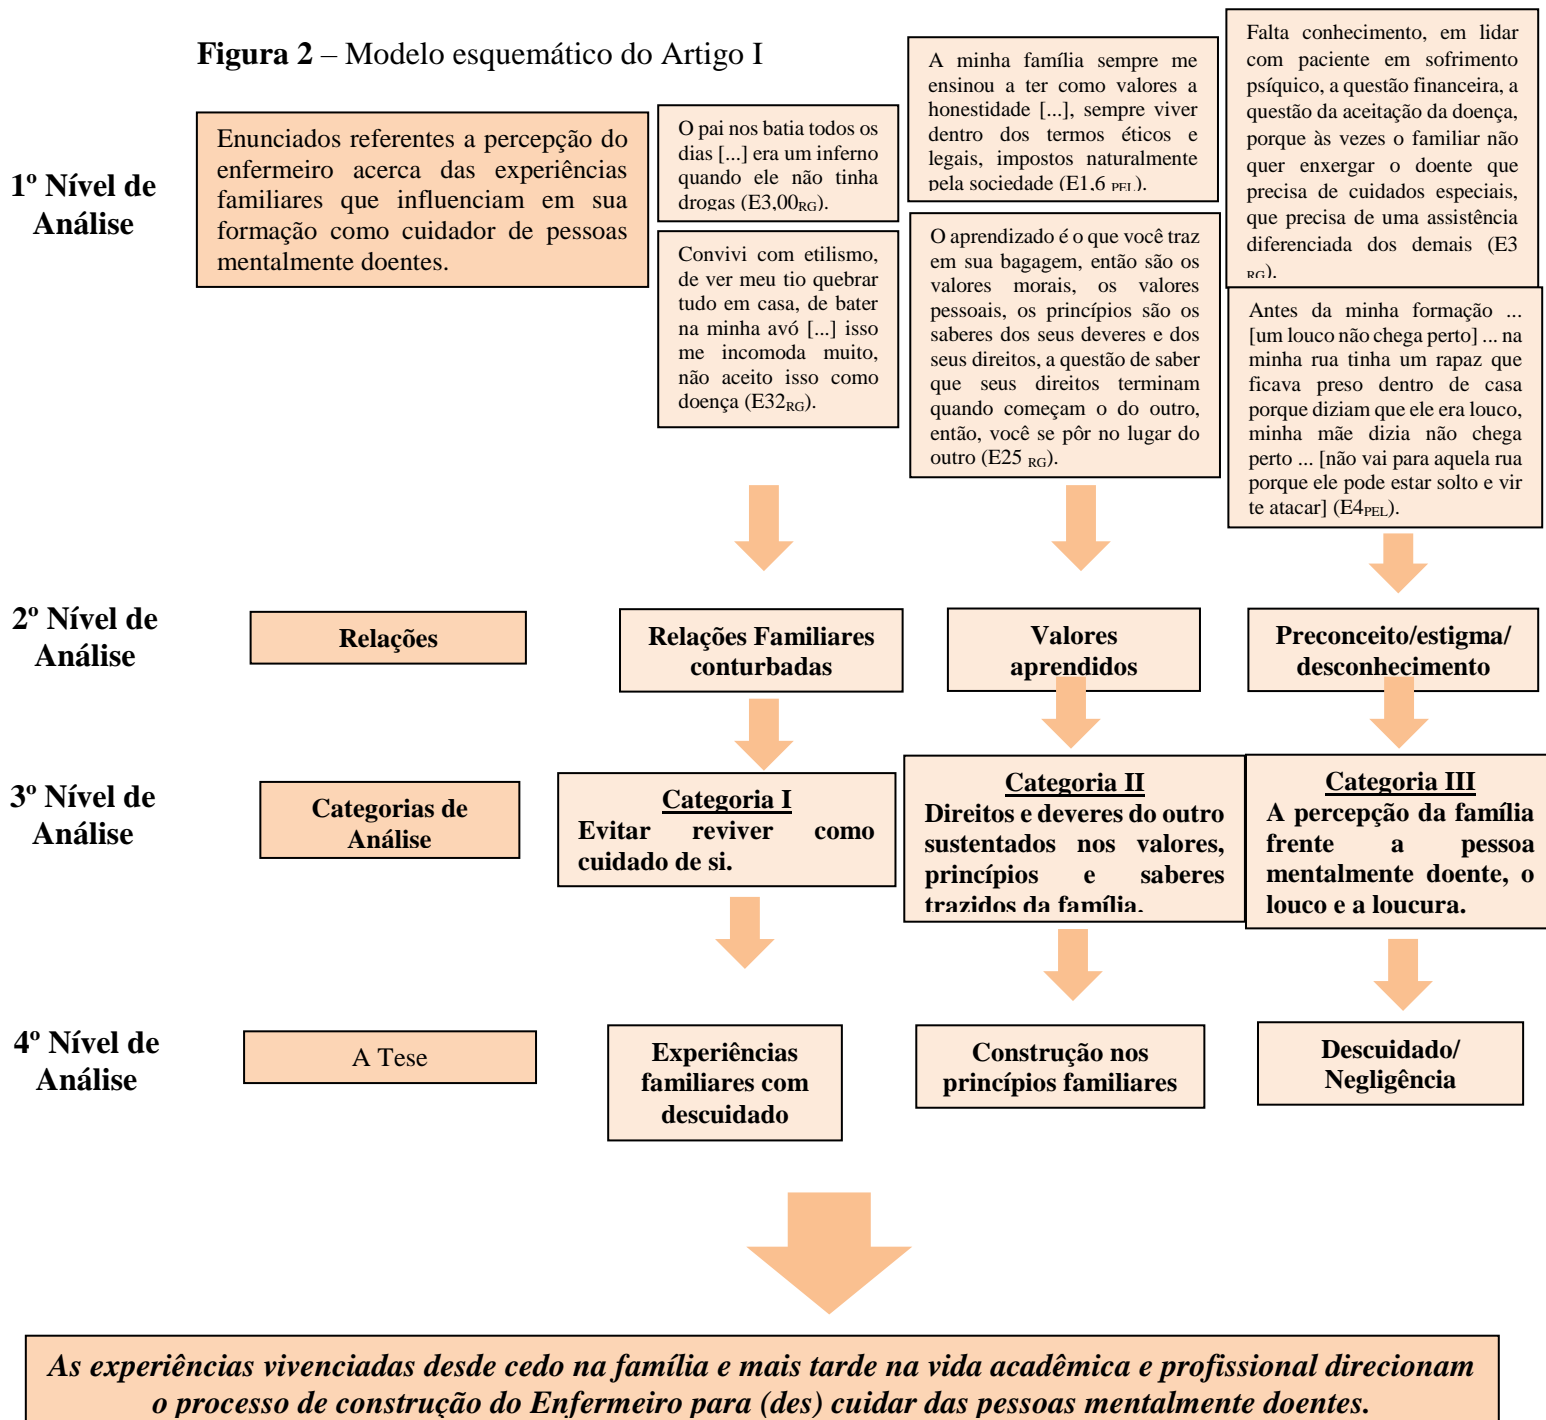 Figura 2 – Modelo esquemático do Artigo I
1º Nível de
Análise
Enunciados referentes a percepção do
enfermeiro acerca das experiências
familiares que influenciam em sua
formação como cuidador de pessoas
mentalmente doentes.
O pai nos batia todos os
dias [...] era um inferno
quando ele não tinha
drogas (E3,00RG).
Convivi com etilismo,
de ver meu tio quebrar
tudo em casa, de bater
na minha avó [...] isso
me incomoda muito,
não aceito isso como
doença (E32RG).
A minha família sempre me
ensinou a ter como valores a
honestidade [...], sempre viver
dentro dos termos éticos e
legais, impostos naturalmente
pela sociedade (E1,6 PEL).
O aprendizado é o que você traz
em sua bagagem, então são os
valores morais, os valores
pessoais, os princípios são os
saberes dos seus deveres e dos
seus direitos, a questão de saber
que seus direitos terminam
quando começam o do outro,
então, você se pôr no lugar do
outro (E25 RG).
Falta conhecimento, em lidar
com paciente em sofrimento
psíquico, a questão financeira, a
questão da aceitação da doença,
porque às vezes o familiar não
quer enxergar o doente que
precisa de cuidados especiais,
que precisa de uma assistência
diferenciada dos demais (E3
RG).
Antes da minha formação ...
[um louco não chega perto] ... na
minha rua tinha um rapaz que
ficava preso dentro de casa
porque diziam que ele era louco,
minha mãe dizia não chega
perto ... [não vai para aquela rua
porque ele pode estar solto e vir
te atacar] (E4PEL).
2º Nível de
Análise
Relações
Relações Familiares
conturbadas
Valores
aprendidos
Preconceito/estigma/
desconhecimento
3º Nível de
Análise
Categorias de
Análise
Categoria I
Evitar reviver como
cuidado de si.
Categoria II
Direitos e deveres do outro
sustentados nos valores,
princípios e saberes
trazidos da família.
Categoria III
A percepção da família
frente a pessoa
mentalmente doente, o
louco e a loucura.
4º Nível de
Análise
A Tese
Experiências
familiares com
descuidado
Construção nos
princípios familiares
Descuidado/
Negligência
As experiências vivenciadas desde cedo na família e mais tarde na vida acadêmica e profissional direcionam
o processo de construção do Enfermeiro para (des) cuidar das pessoas mentalmente doentes.